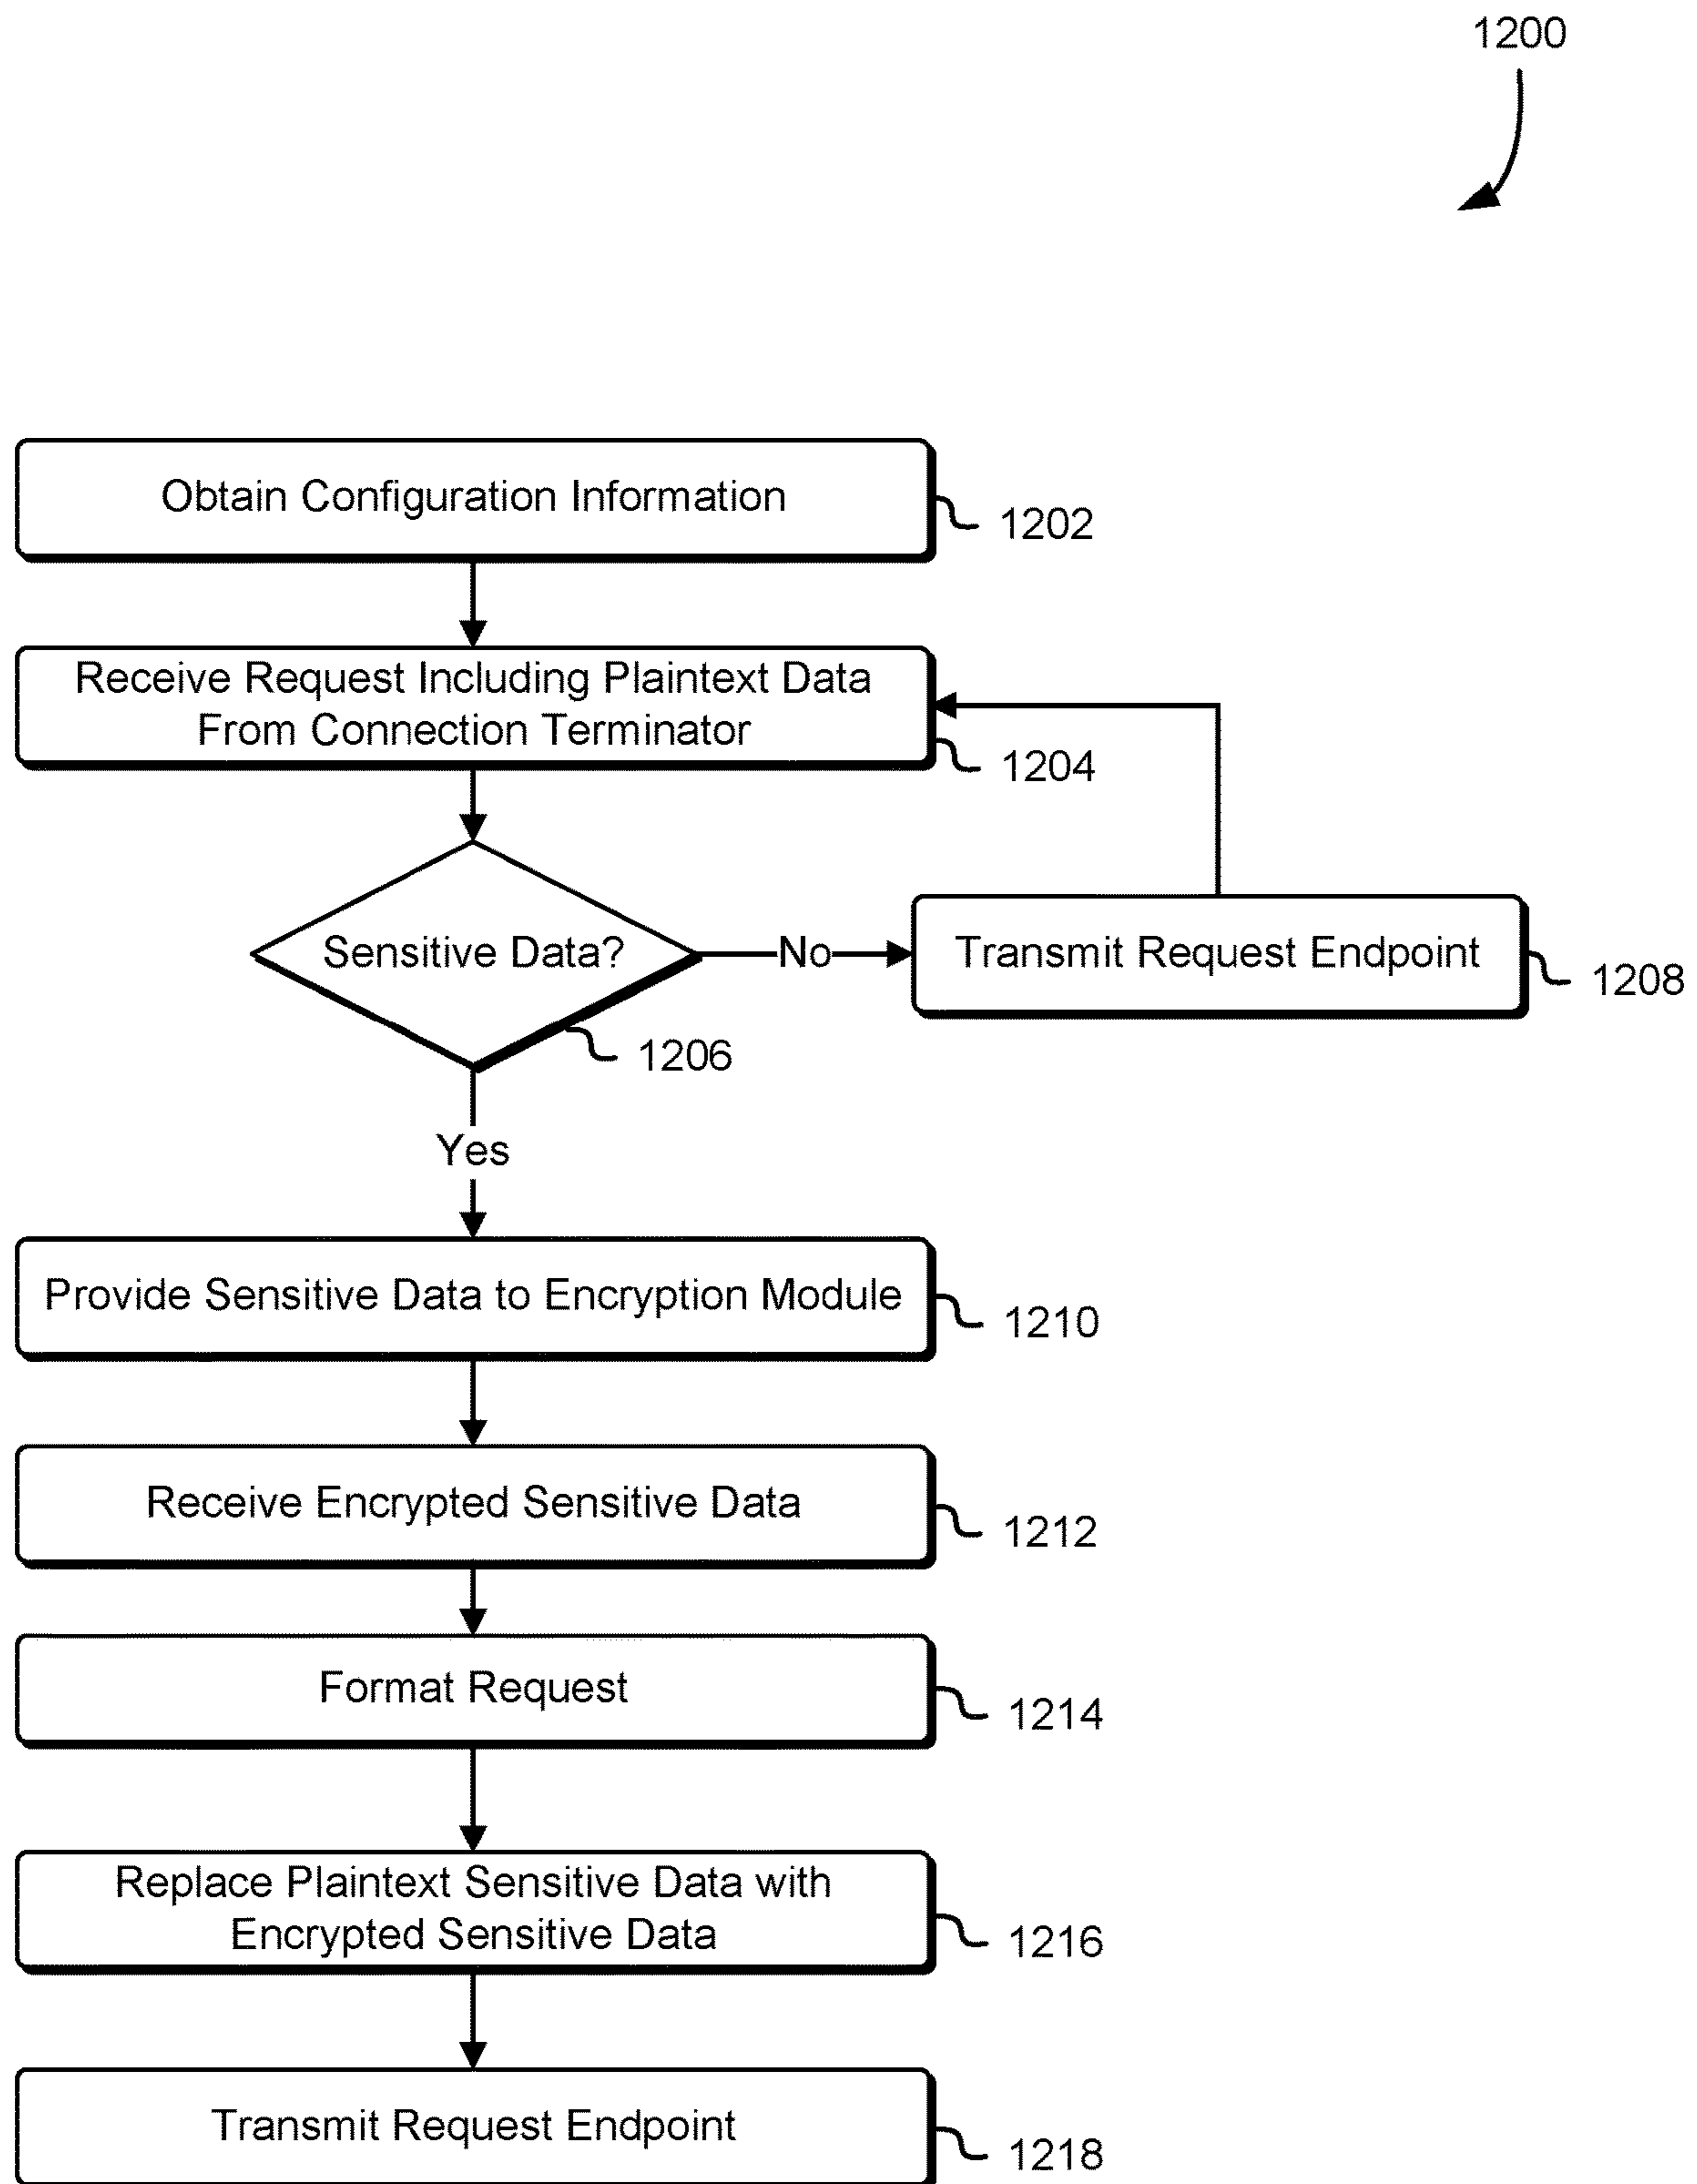 1200
Obtain Configuration Information
1202
Receive Request Including Plaintext Data
From Connection Terminator
1204
Sensitive Data?
No
Transmit Request Endpoint
1208
1206
Yes
Provide Sensitive Data to Encryption Module
1210
Receive Encrypted Sensitive Data
1212
Format Request
1214
Replace Plaintext Sensitive Data with
Encrypted Sensitive Data
1216
Transmit Request Endpoint
1218